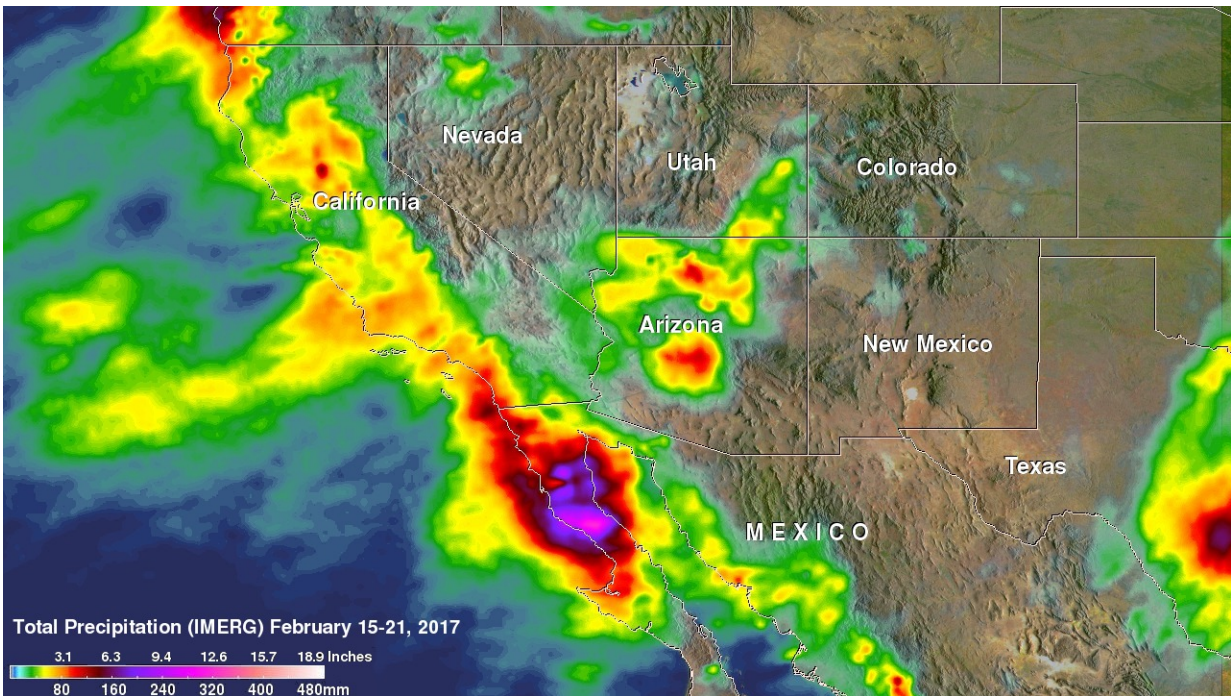 Nevada
Utah
Colorado
California
Arizona
New Mexico
Texas
MEXICO
Total Precipitation (IMERG) February 15-21, 2017
3.1 6.3 9.4 12.6 15.7 18.9 Inches
80 160 240 320 400 480mm